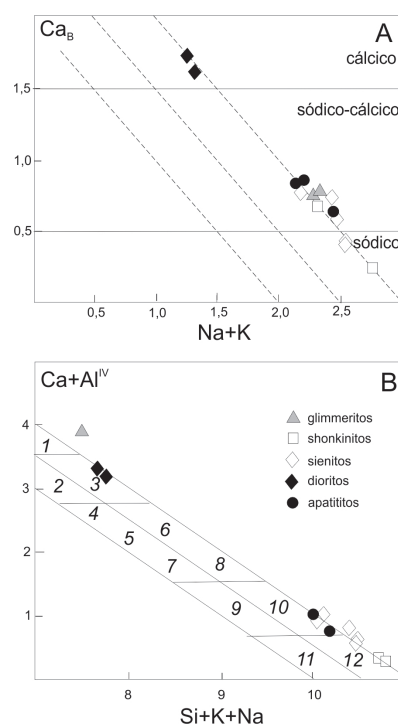 Ca_B A
cálcico
1,5
sódico-cálcico
1,0
0,5 sódico
0,5 1,0 1,5 2,0 2,5
Na+K
Ca+Al^IV B
4
glimmeritos
shonkinitos
sienitos
dioritos
apatititos
1
3
2 3
4 6
5
2 7 8
9 10
1
11 12
8 9 10
Si+K+Na